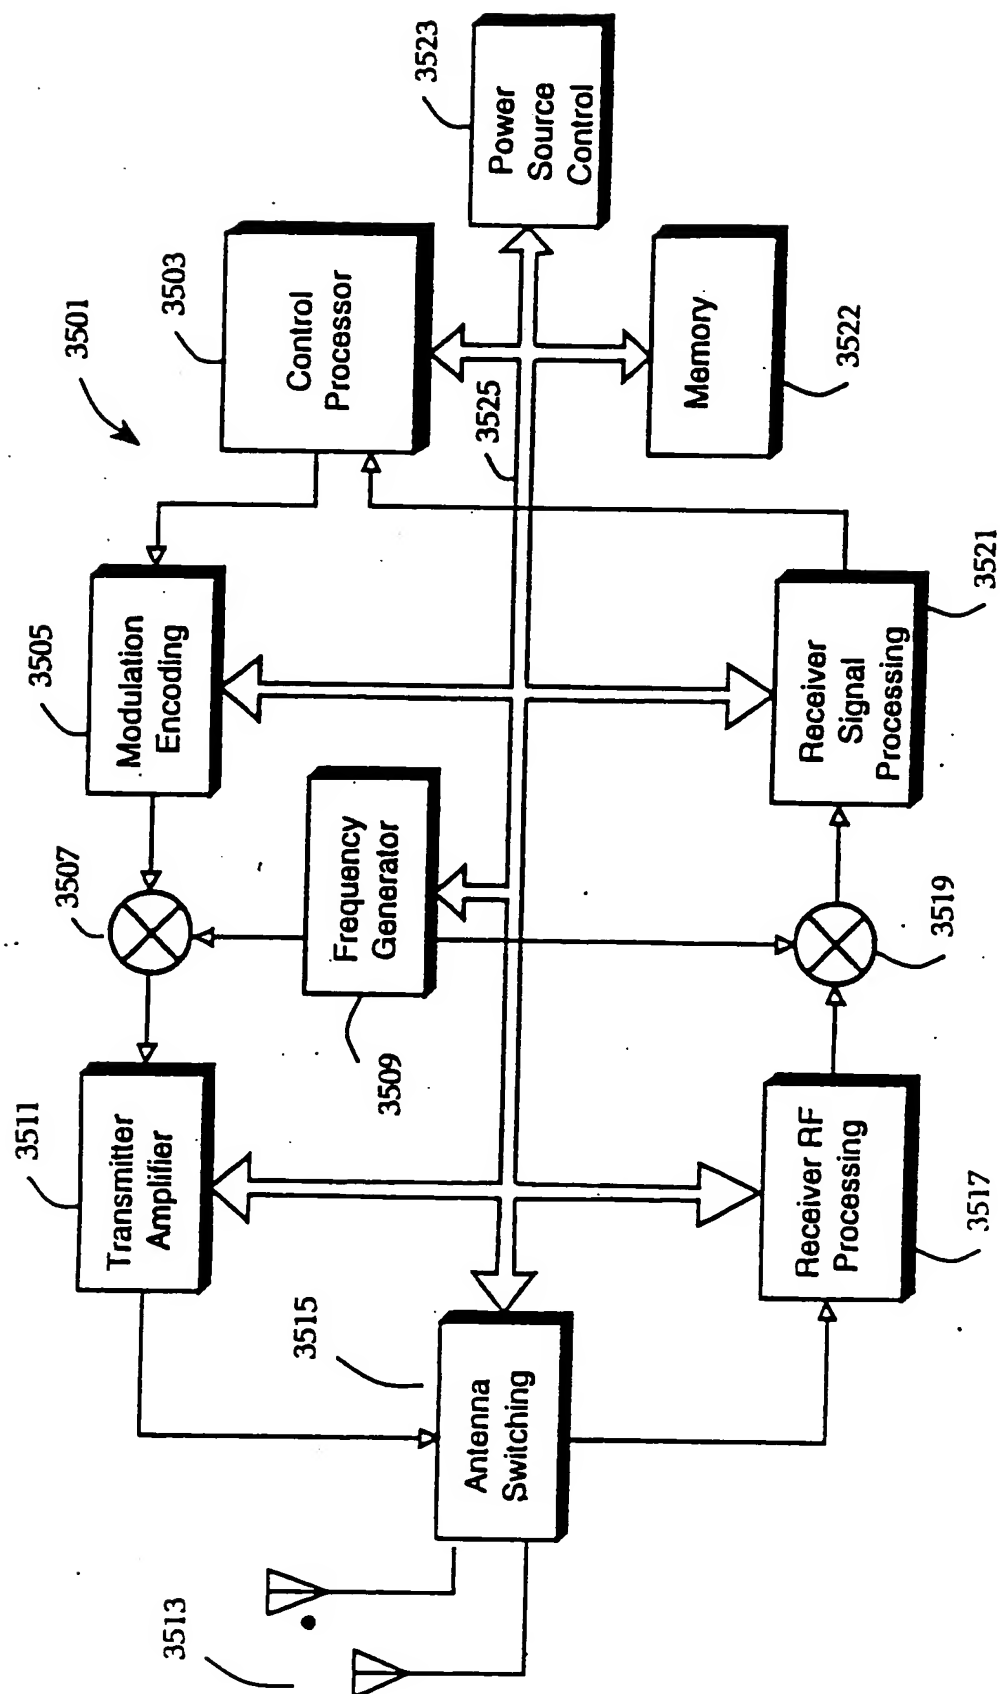 3501
3511
Transmitter
Amplifier
3507
3505
Modulation
Encoding
3503
Control
Processor
3523
Power
Source
Control
3513
3515
Antenna
Switching
3509
Frequency
Generator
3525
Memory
3522
Receiver RF
Processing
3517
3519
Receiver
Signal
Processing
3521